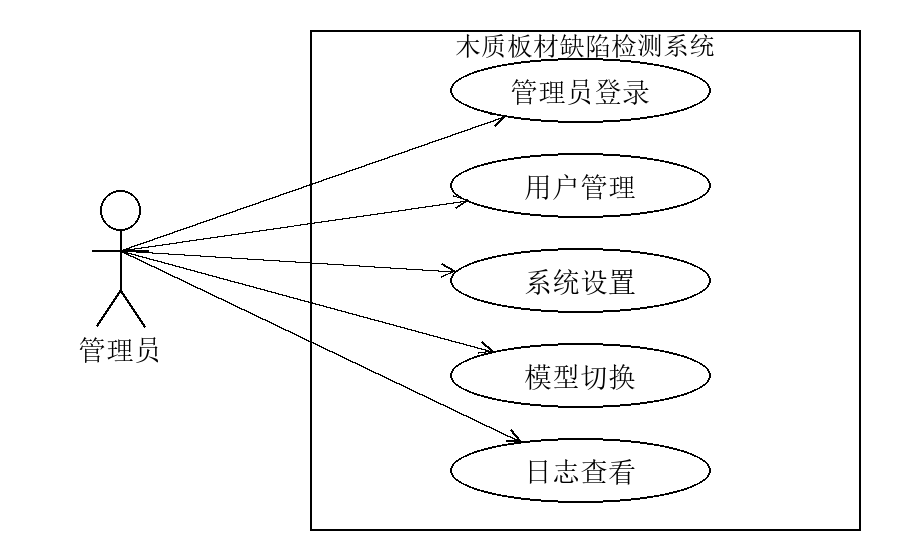 木质板材缺陷检测系统
管理员登录
用户管理
系统设置
管理员
模型切换
日志查看